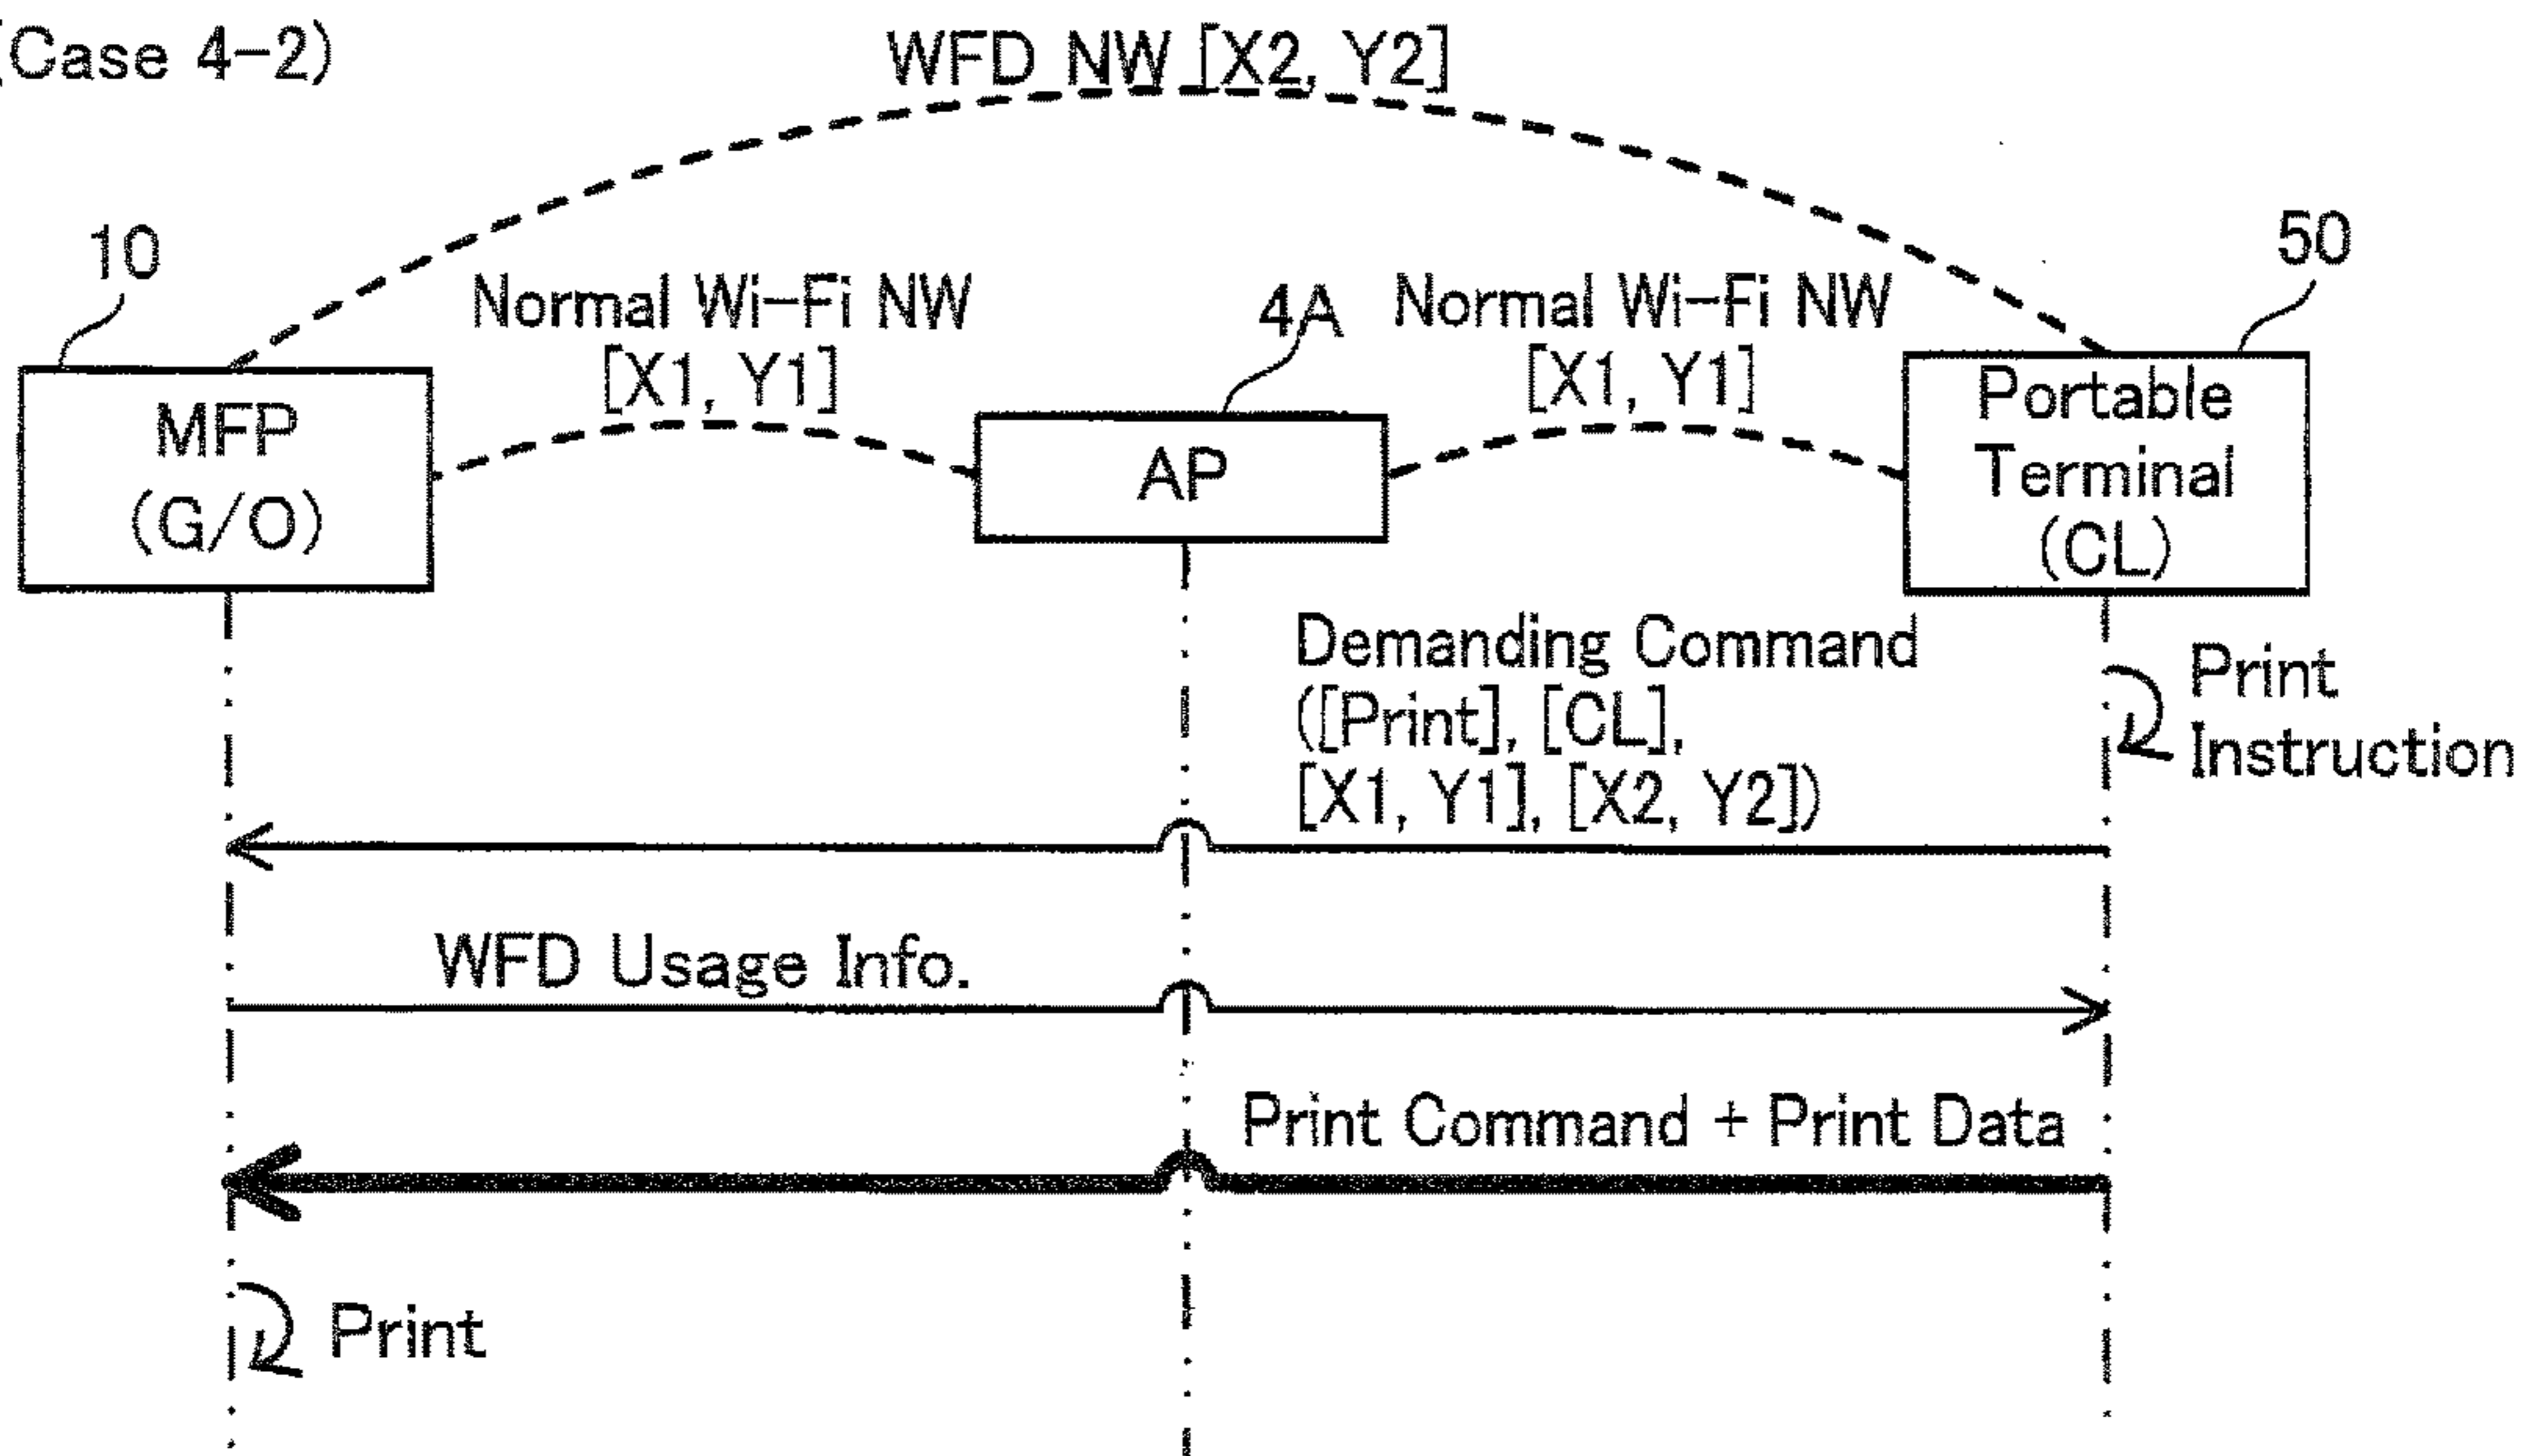 (Case 4-2)
WFD NW [X2, Y2]
10
Normal Wi-Fi NW
[X1, Y1]
4A
Normal Wi-Fi NW
[X1, Y1]
50
MFP
(G/O)
AP
Portable
Terminal
(CL)
Demanding Command
([Print], [CL],
[X1, Y1], [X2, Y2])
Print
Instruction
WFD Usage Info.
Print Command + Print Data
Print